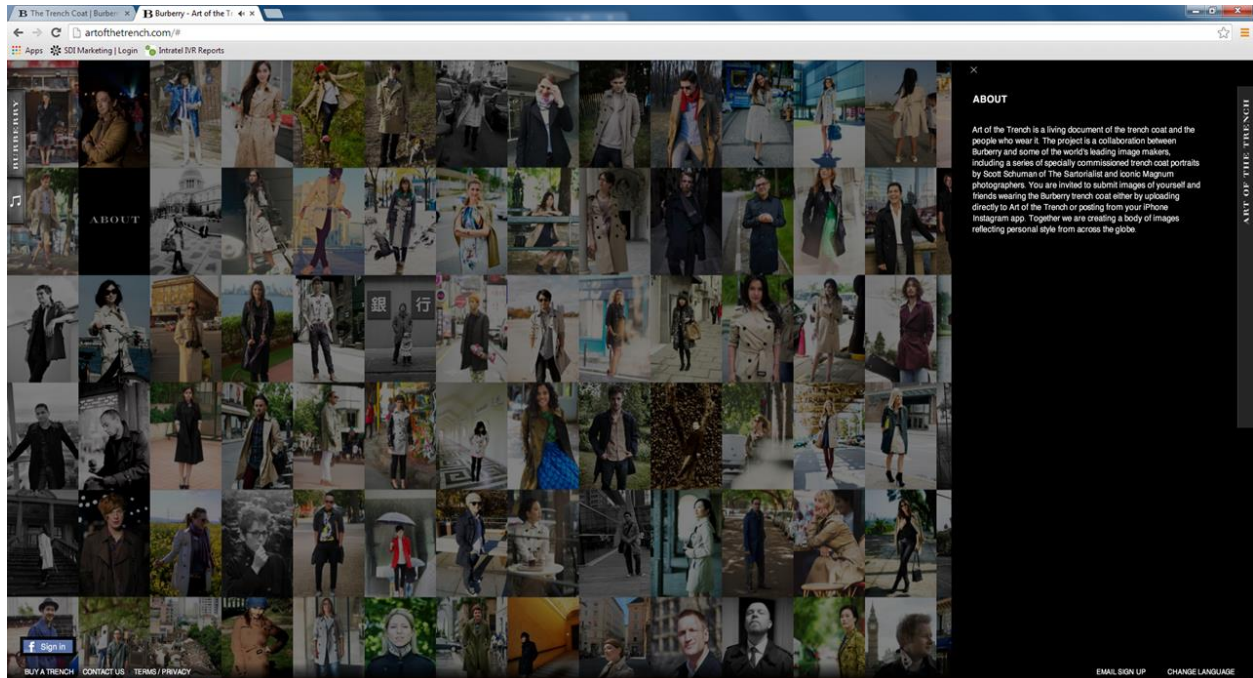 B The Trench Coat | Burber
B Burberry - Art of the Tr
artofthetrench.com/#
Apps SDI Marketing | Login Intratel IVR Reports
BURBERRY
ABOUT
銀 行
ABOUT
Art of the Trench is a living document of the trench coat and the
people who wear it. The project is a collaboration between
Burberry and some of the world's leading image makers,
including a series of specially commissioned trench coat portraits
by Scott Schuman of The Sartorialist and iconic Magnum
photographers. You are invited to submit images of yourself and
friends wearing the Burberry trench coat either by uploading
directly to Art of the Trench or posting from your iPhone
Instagram app. Together we are creating a body of images
reflecting personal style from across the globe.
ART OF THE TRENCH
f Sign in
BUY A TRENCH CONTACT US TERMS / PRIVACY
EMAIL SIGN UP CHANGE LANGUAGE